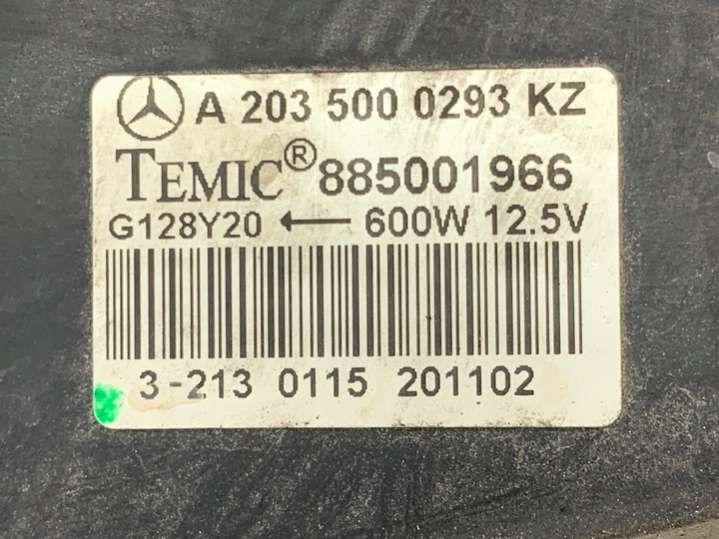 A 203 500 0293 KZ
TEMIC® 885001966
G128Y20 ← 600W 12.5V
3-213 0115 201102